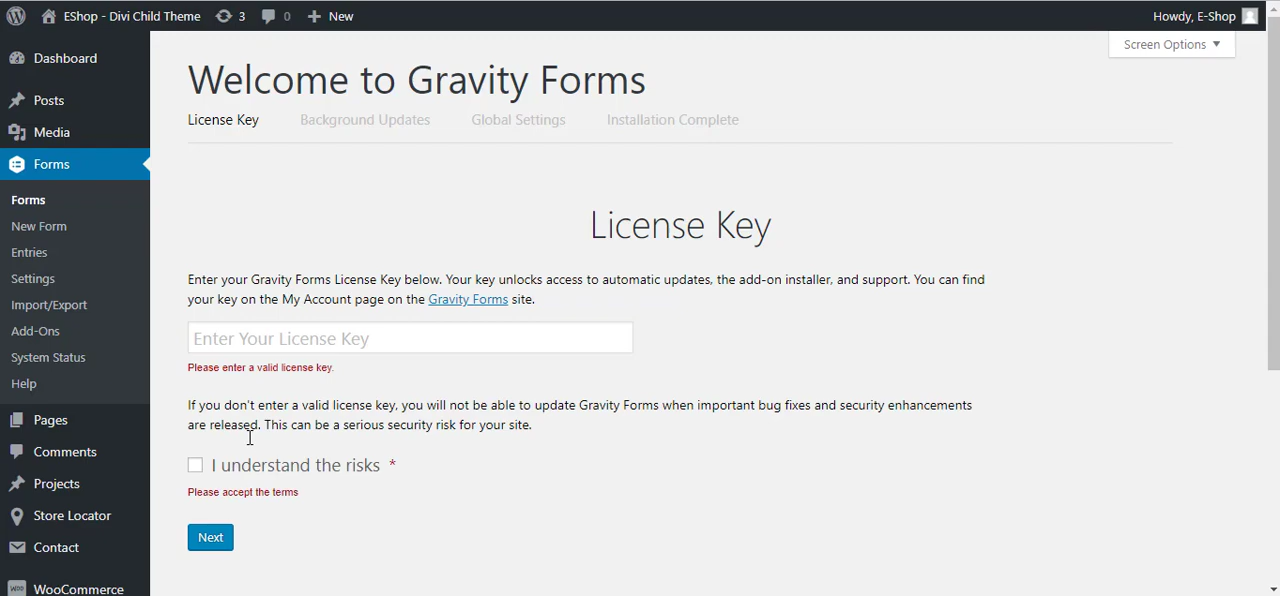 EShop - Divi Child Theme 3 0 New Howdy, E-Shop
Screen Options ▼
Dashboard
Posts
Media
Forms
Forms
New Form
Entries
Settings
Import/Export
Add-Ons
System Status
Help
Pages
Comments
Projects
Store Locator
Contact
Woo WooCommerce
Welcome to Gravity Forms
License Key Background Updates Global Settings Installation Complete
License Key
Enter your Gravity Forms License Key below. Your key unlocks access to automatic updates, the add-on installer, and support. You can find
your key on the My Account page on the Gravity Forms site.
Enter Your License Key
Please enter a valid license key.
If you don't enter a valid license key, you will not be able to update Gravity Forms when important bug fixes and security enhancements
are released. This can be a serious security risk for your site.
I understand the risks *
Please accept the terms
Next